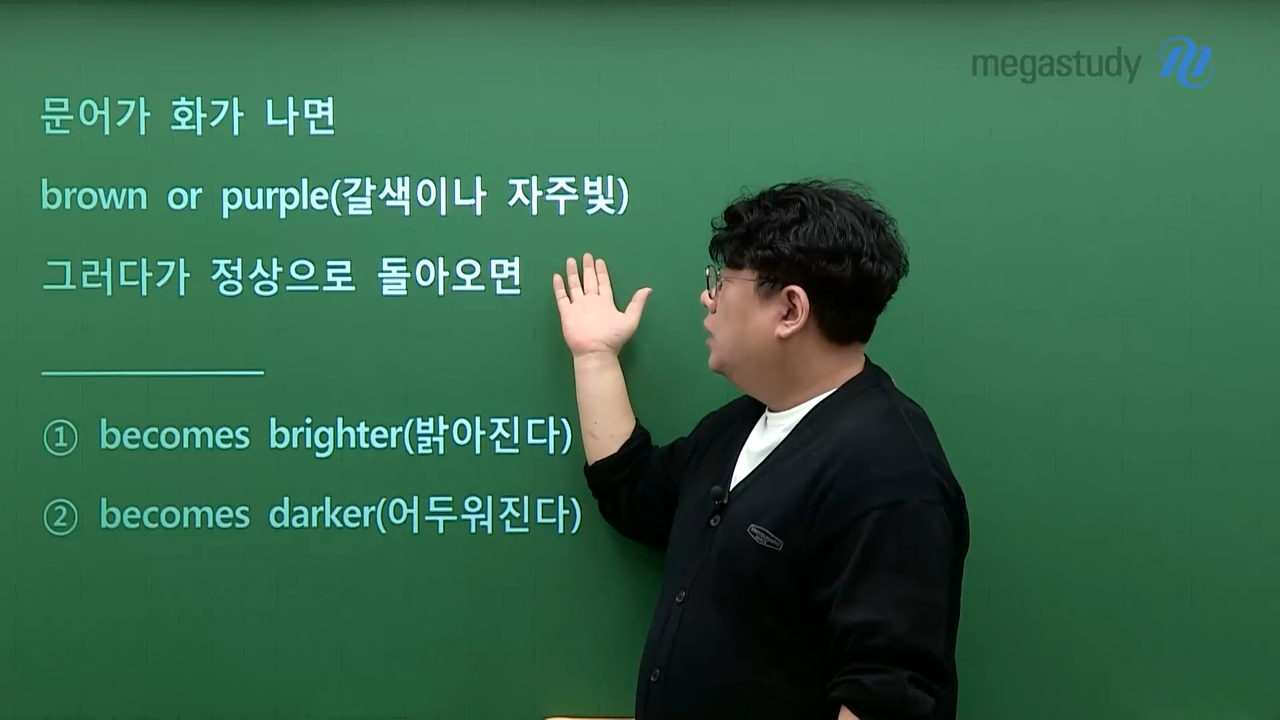 megastudy
문어가 화가 나면
brown or purple(갈색이나 자주빛)
그러다가 정상으로 돌아오면
① becomes brighter(밝아진다)
② becomes darker(어두워진다)